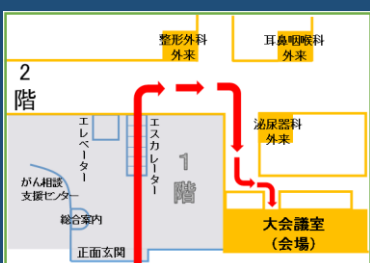 整形外科
外来
耳鼻咽喉科
外来
2
階
泌尿器科
外来
エレベーター
エスカレーター
1
階
がん相談
支援センター
総合案内
正面玄関
大会議室
(会場)